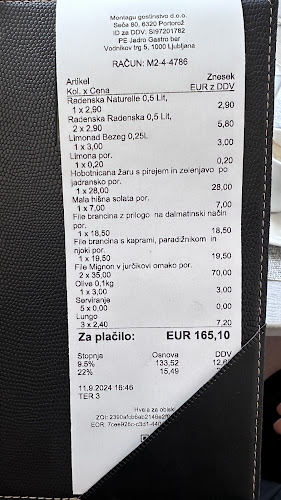 Montagu gostinstvo d.o.o.
Seča 80, 6320 Portorož
ID za DDV: SI97201782
PE Jadro Gastro bar
Vodnikov trg 5, 1000 Ljubljana
RAČUN: M2-4-4786
Artikel Znesek
Kol. x Cena EUR z DDV
Radenska Naturelle 0,5 Lit,
1 x 2,90 2,90
Radenska Radenska 0,5 Lit,
2 x 2,90 5,80
Limonad Bezeg 0,25L
1 x 3,00 3,00
Limona por.
1 x 0,20 0,20
Hobotnicana žaru s pirejem in zelenjavo po
jadransko por.
1 x 28,00 28,00
Mala hišna solata por.
1 x 7,00 7,00
File brancina z prilogo na dalmatinski način
por.
1 x 18,50 18,50
File brancina s kaprami, paradižnikom in
njoki por.
1 x 19,50 19,50
File Mignon v jurčikovi omako por.
2 x 35,00 70,00
Olive 0,1kg
1 x 3,00 3,00
Serviranje
5 x 0,00 0,00
Lungo
3 x 2,40 7,20
Za plačilo: EUR 165,10
Stopnja Osnova DDV
9.5% 133,52
22% 15,49
11.9.2024 16:46
TER 3
Hvala za obisk